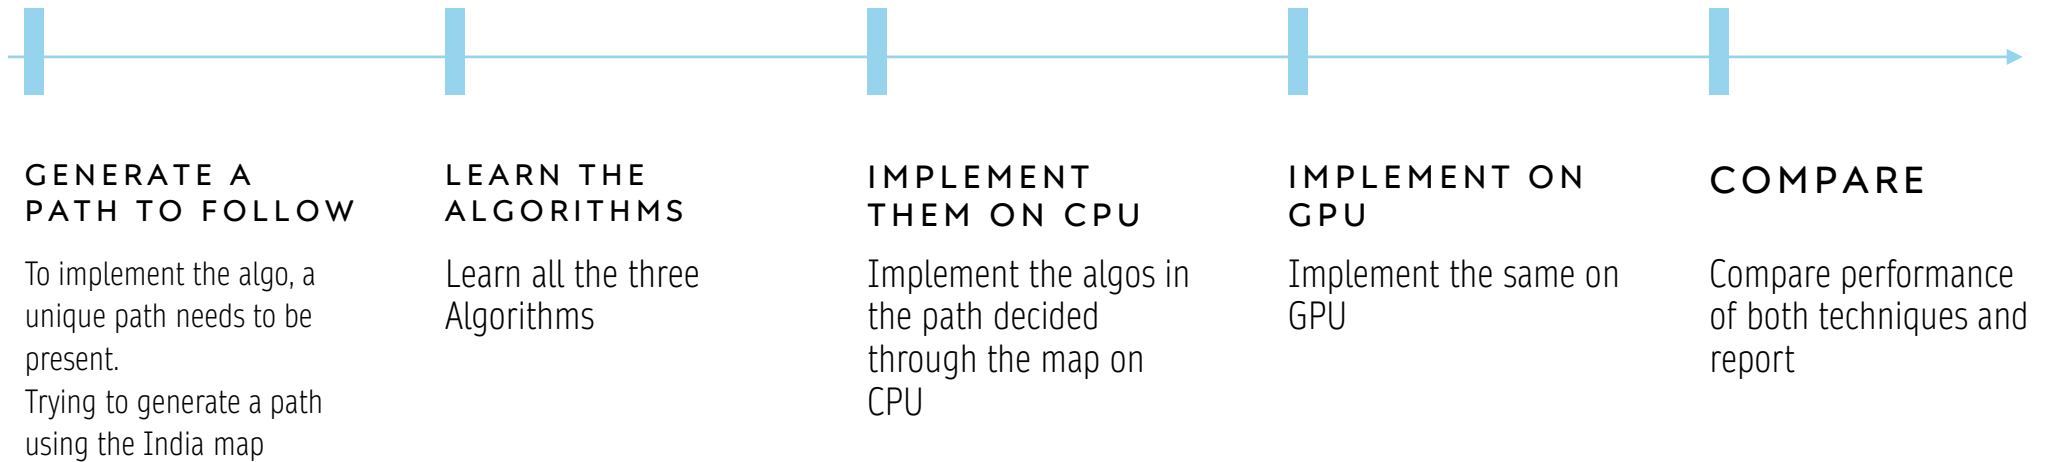 GENERATE A
PATH TO FOLLOW
To implement the algo, a
unique path needs to be
present.
Trying to generate a path
using the India map
LEARN THE
ALGORITHMS
Learn all the three
Algorithms
IMPLEMENT
THEM ON CPU
Implement the algos in
the path decided
through the map on
CPU
IMPLEMENT ON
GPU
Implement the same on
GPU
COMPARE
Compare performance
of both techniques and
report